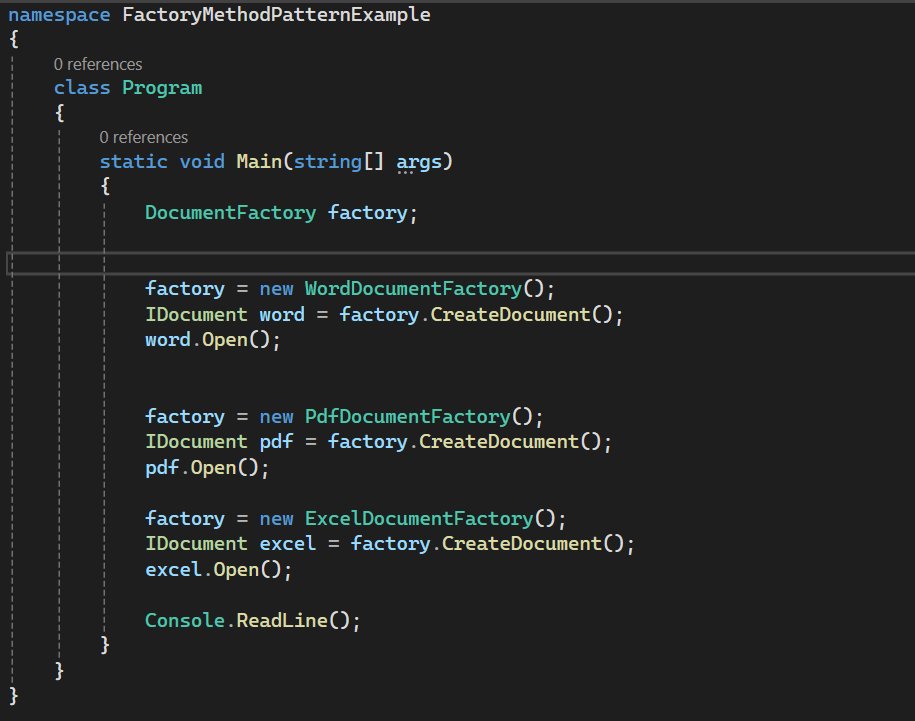 namespace FactoryMethodPatternExample
{
0 references
class Program
{
0 references
static void Main(string[] args)
{
DocumentFactory factory;
factory = new WordDocumentFactory();
IDocument word = factory.CreateDocument();
word.Open();
factory = new PdfDocumentFactory();
IDocument pdf = factory.CreateDocument();
pdf.Open();
factory = new ExcelDocumentFactory();
IDocument excel = factory.CreateDocument();
excel.Open();
Console.ReadLine();
}
}
}